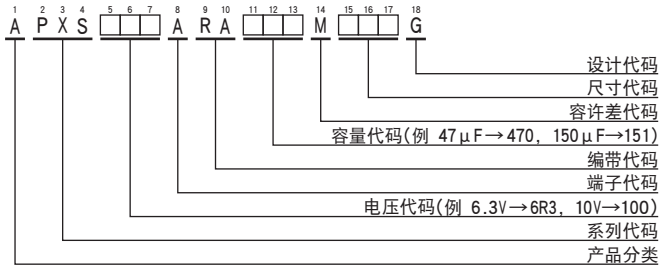 1 2 3 4 5 6 7 8 9 10 11 12 13 14 15 16 17 18
A PXS □□□ A RA □□□ M □□□ G
设计代码
尺寸代码
容许差代码
容量代码(例 47μF→470, 150μF→151)
编带代码
端子代码
电压代码(例 6.3V→6R3, 10V→100)
系列代码
产品分类